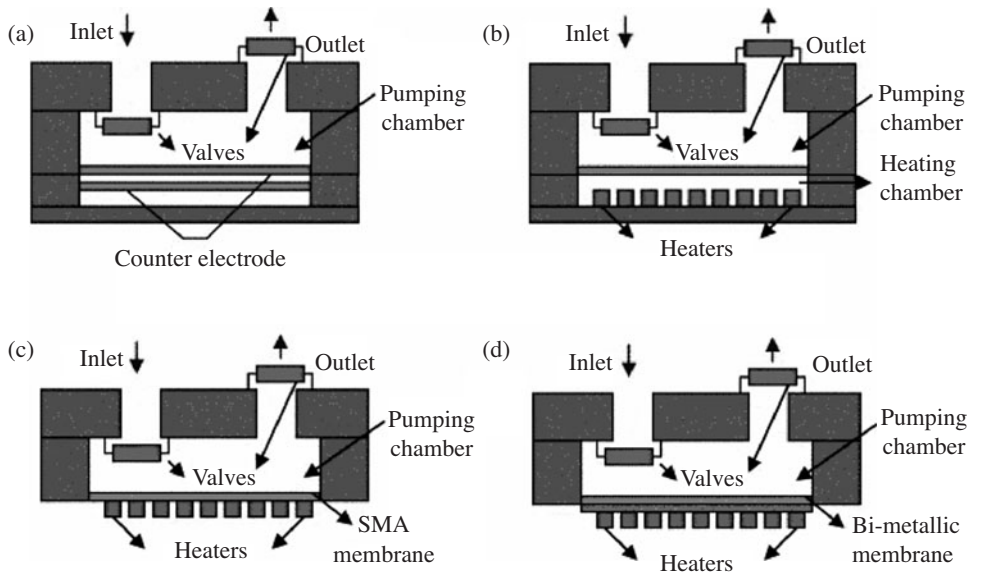 (a)
Inlet
Outlet
Pumping
chamber
Valves
Counter electrode
(b)
Inlet
Outlet
Pumping
chamber
Valves
Heating
chamber
Heaters
(c)
Inlet
Outlet
Pumping
chamber
Valves
SMA
membrane
Heaters
(d)
Inlet
Outlet
Pumping
chamber
Valves
Bi-metallic
membrane
Heaters